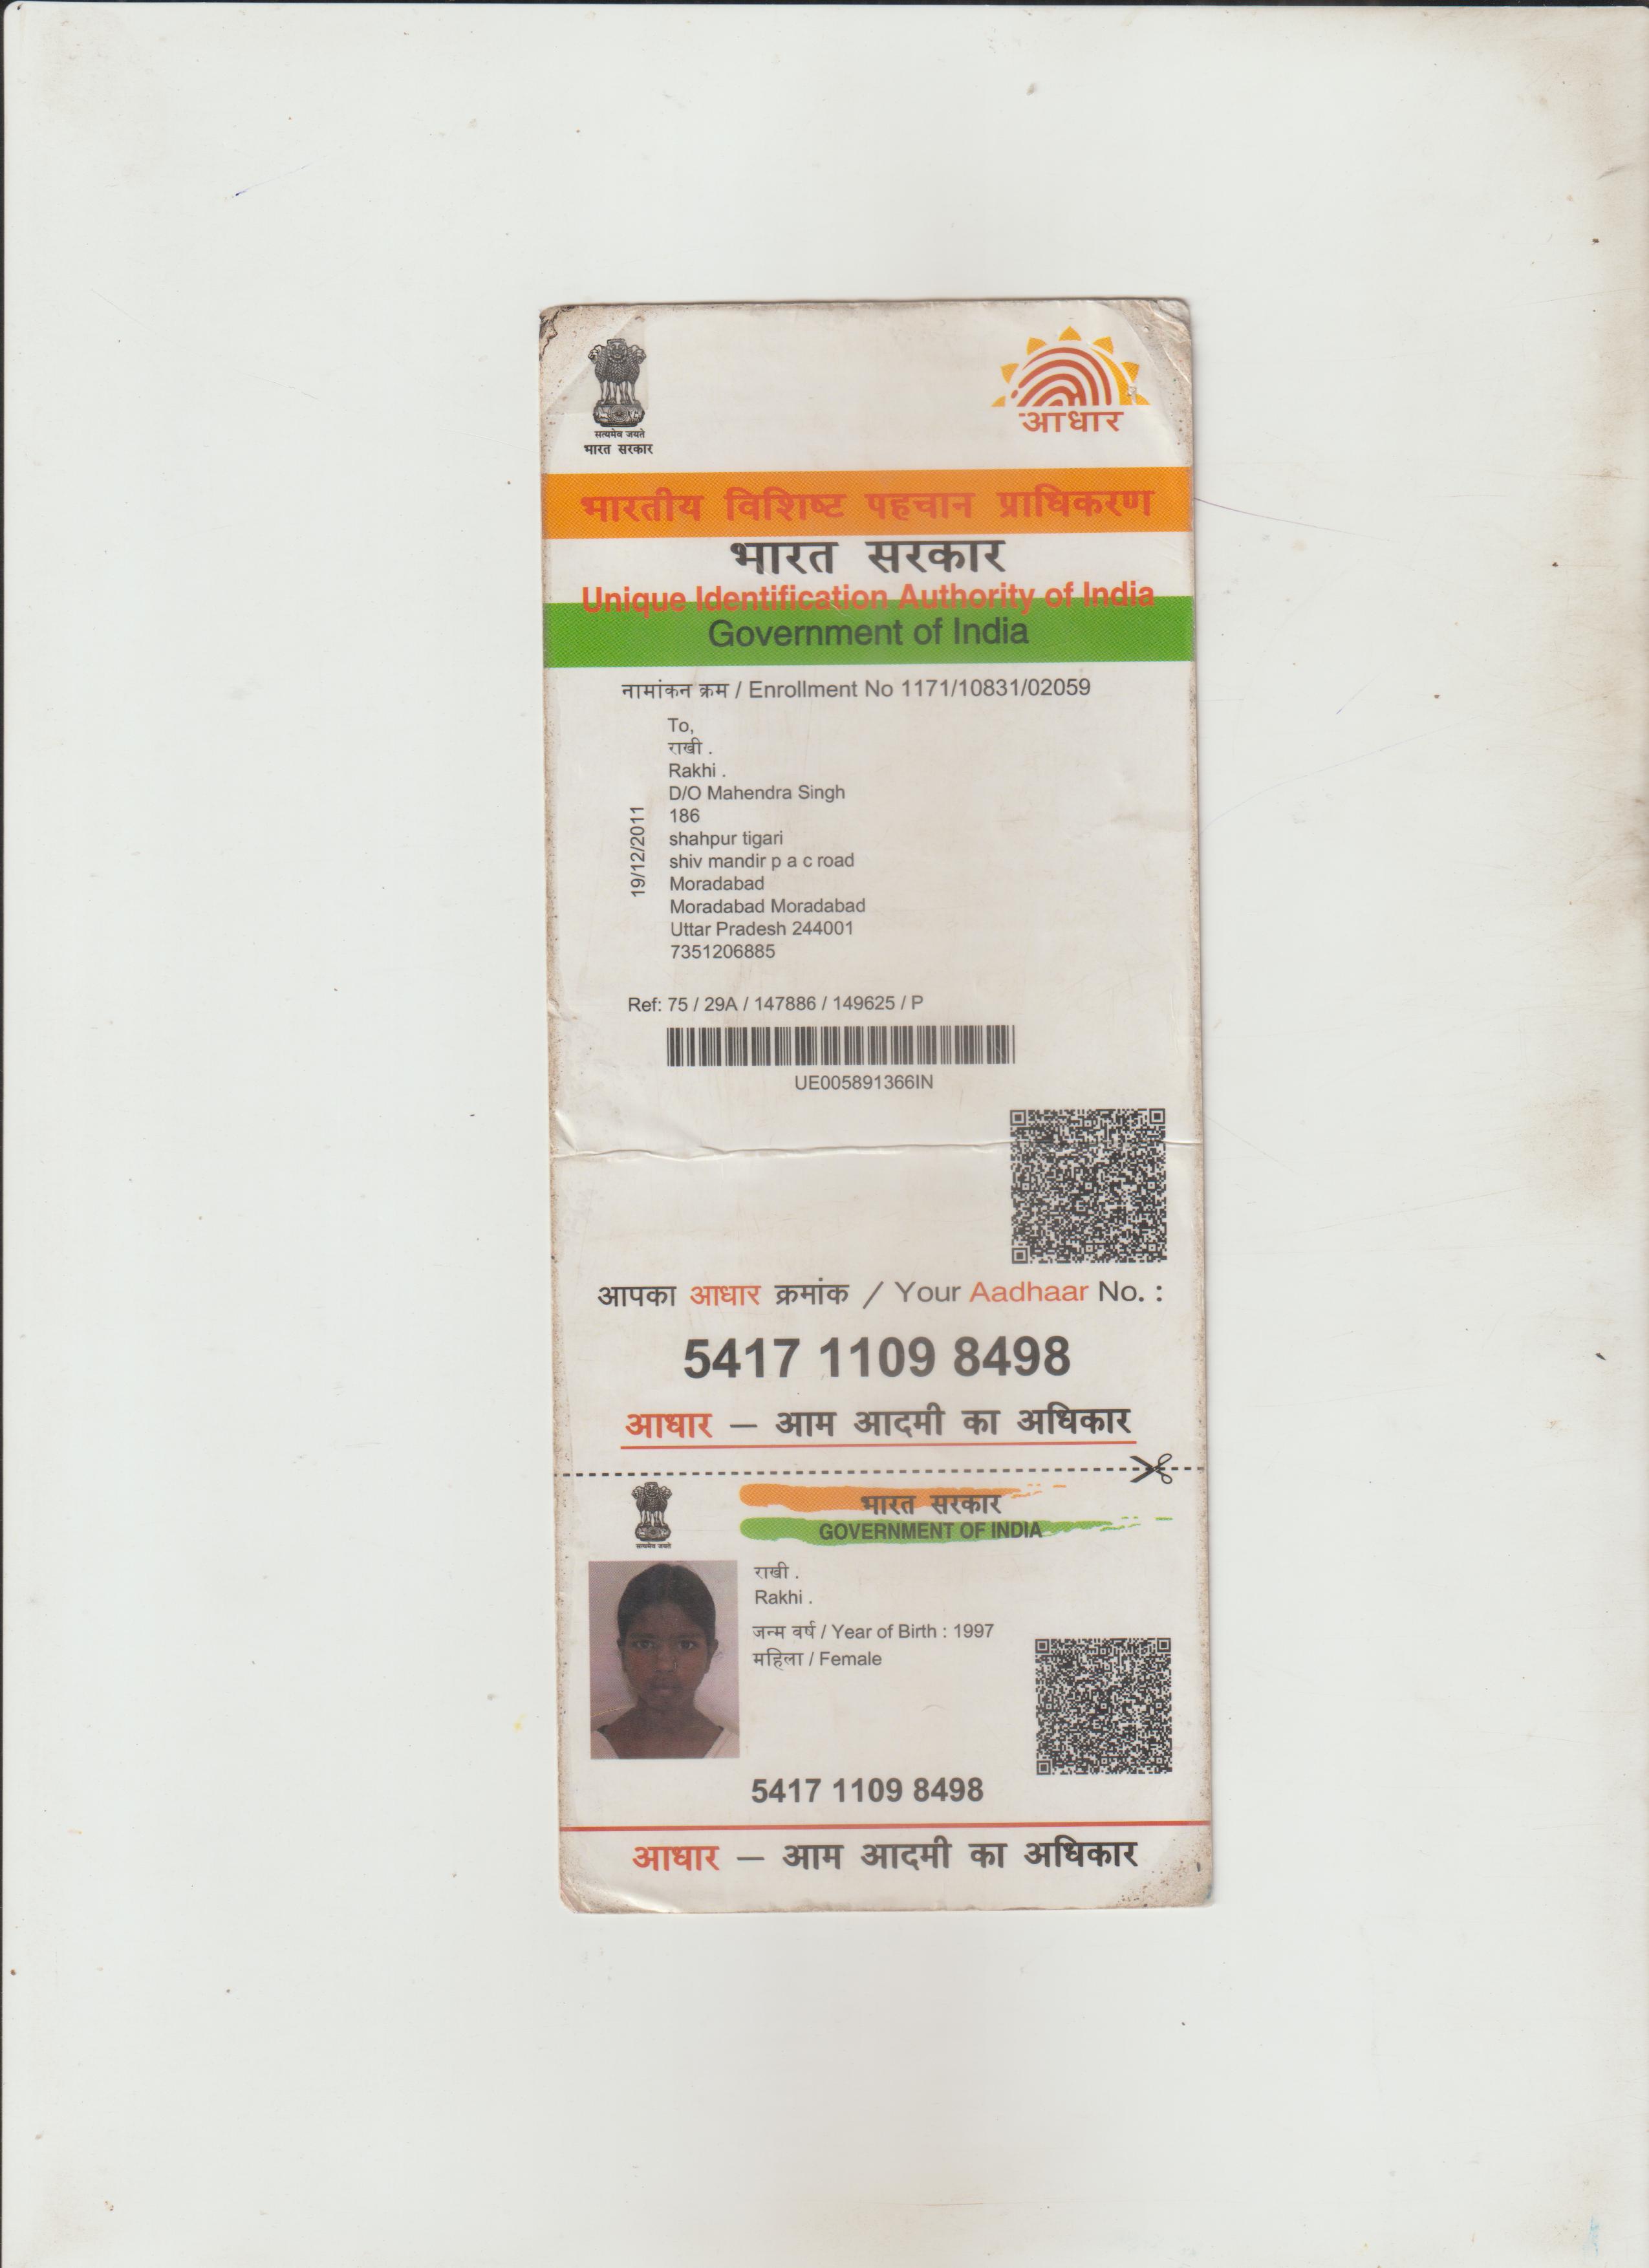 सत्यमेव जयते
भारत सरकार
आधार
भारतीय विशिष्ट पहचान प्राधिकरण
भारत सरकार
Unique Identification Authority of India
Government of India
नामांकन क्रम / Enrollment No 1171/10831/02059
To,
राखी .
Rakhi .
D/O Mahendra Singh
186
shahpur tigari
shiv mandir p a c road
Moradabad
Moradabad Moradabad
Uttar Pradesh 244001
7351206885
19/12/2011
Ref: 75 / 29A / 147886 / 149625 / P
UE005891366IN
आपका आधार क्रमांक / Your Aadhaar No. :
5417 1109 8498
आधार – आम आदमी का अधिकार
सत्यमेव जयते
भारत सरकार
GOVERNMENT OF INDIA
राखी .
Rakhi .
जन्म वर्ष / Year of Birth : 1997
महिला / Female
5417 1109 8498
आधार – आम आदमी का अधिकार